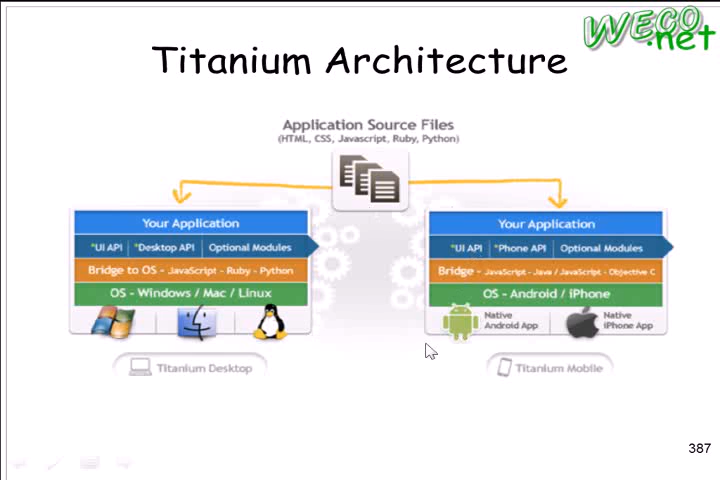 WECO
.net
Titanium Architecture
Application Source Files
(HTML, CSS, Javascript, Ruby, Python)
Your Application
*UI API *Desktop API Optional Modules
Bridge to OS - JavaScript - Ruby - Python
OS - Windows / Mac / Linux
Titanium Desktop
Your Application
*UI API *Phone API Optional Modules
Bridge - JavaScript - Java / JavaScript - Objective C
OS - Android / iPhone
Native
Android App
Native
iPhone App
Titanium Mobile
387